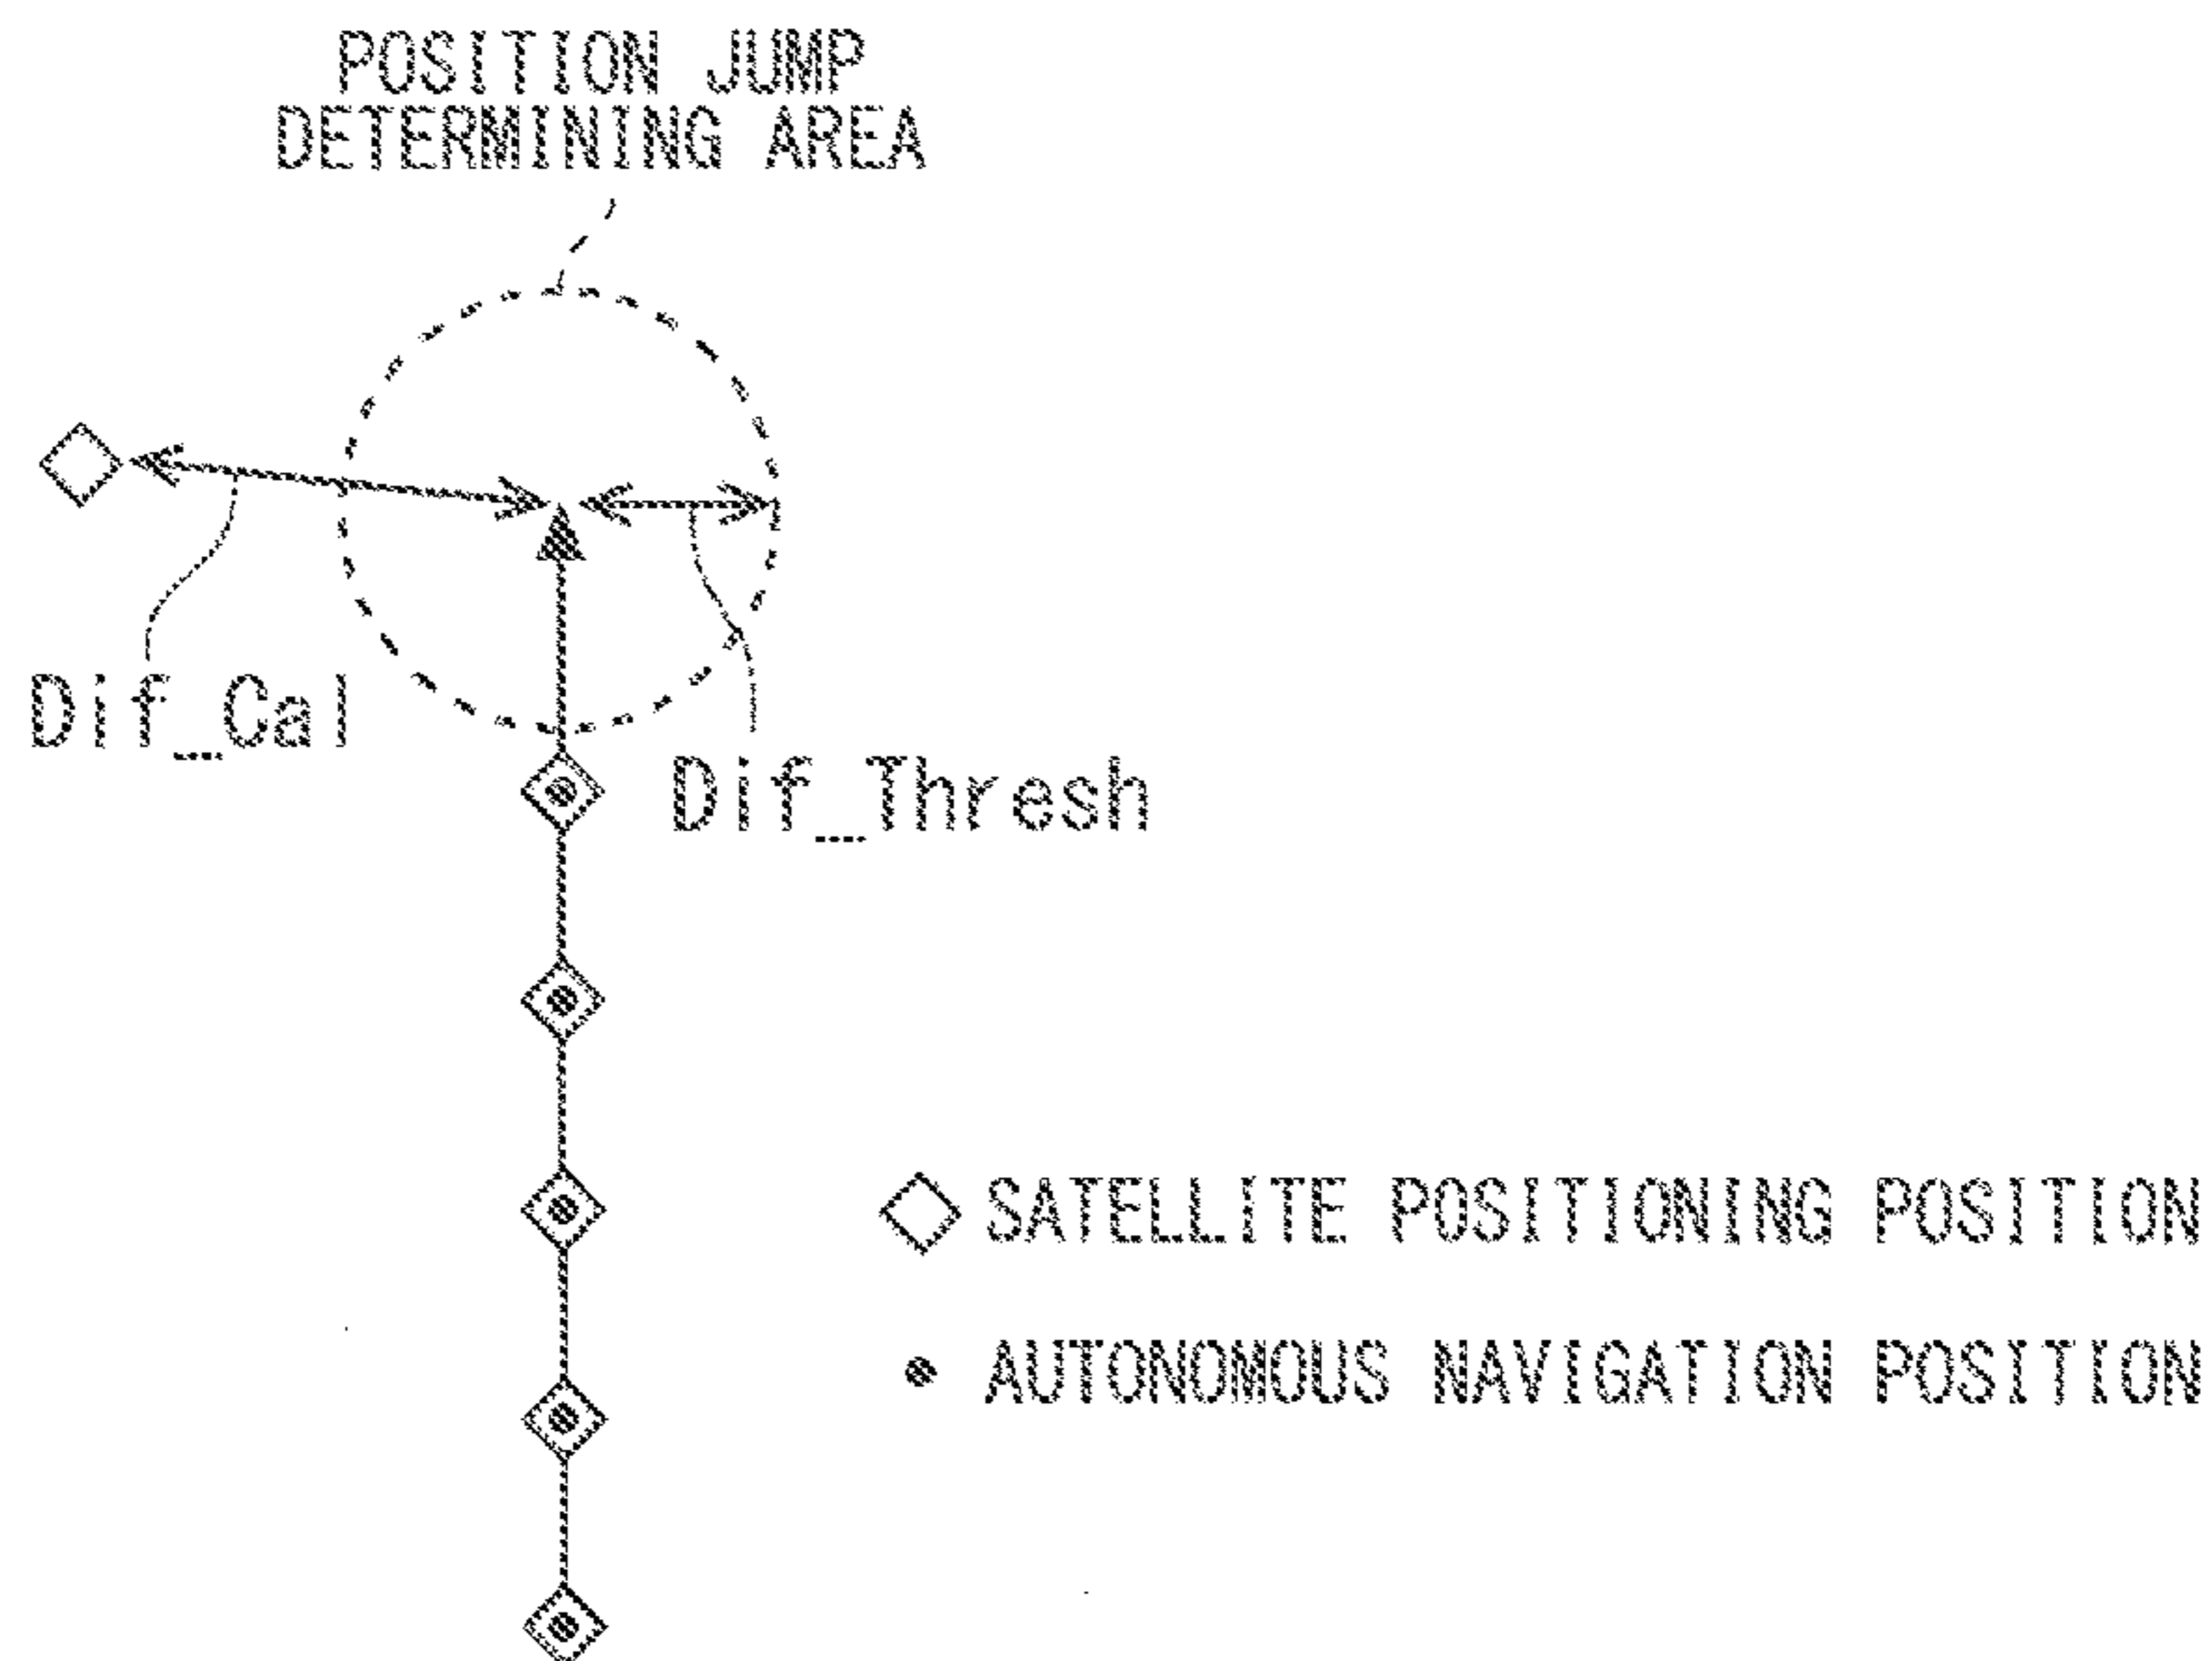 POSITION JUMP
DETERMINING AREA
Dif_Cal
Dif_Thresh
SATELLITE POSITIONING POSITION
AUTONOMOUS NAVIGATION POSITION